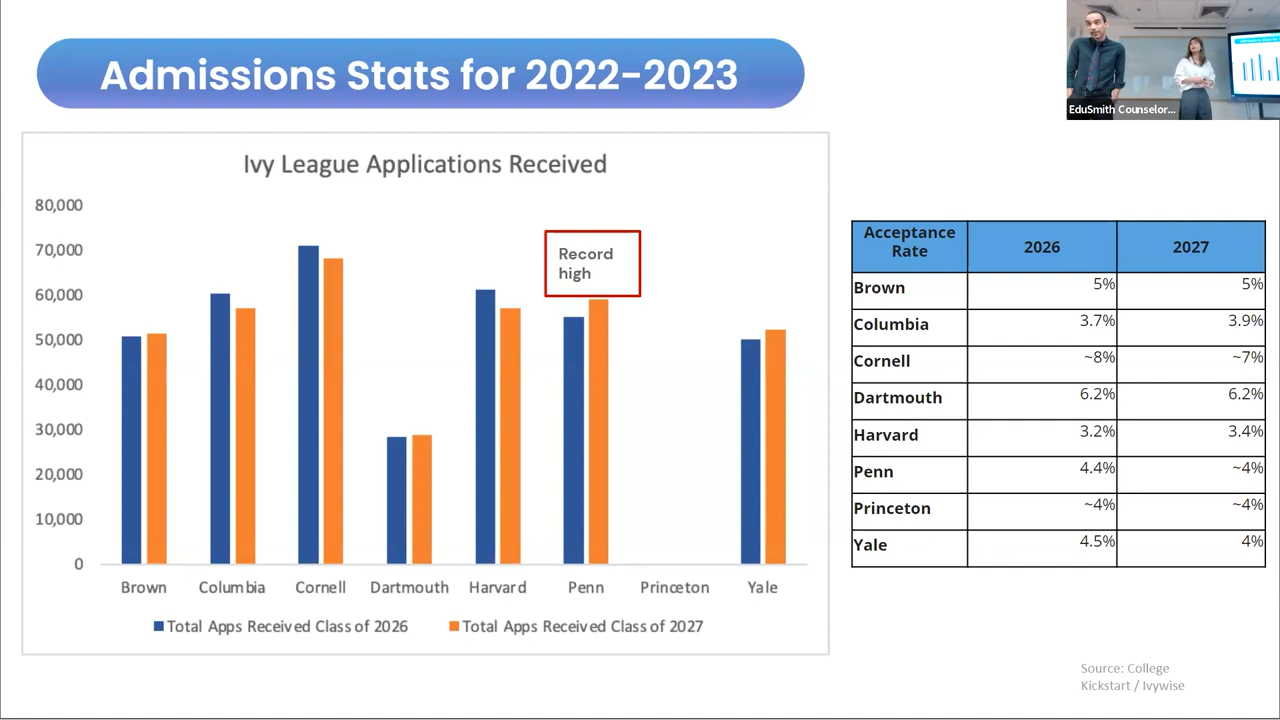 Admissions Stats for 2022-2023
EduSmith Counselor...
Ivy League Applications Received
80,000
70,000
60,000
50,000
40,000
30,000
20,000
10,000
0
Record
high
Brown Columbia Cornell Dartmouth Harvard Penn Princeton Yale
Total Apps Received Class of 2026 Total Apps Received Class of 2027
Acceptance
Rate 2026 2027
Brown 5% 5%
Columbia 3.7% 3.9%
Cornell ~8% ~7%
Dartmouth 6.2% 6.2%
Harvard 3.2% 3.4%
Penn 4.4% ~4%
Princeton ~4% ~4%
Yale 4.5% 4%
Source: College
Kickstart / Ivywise